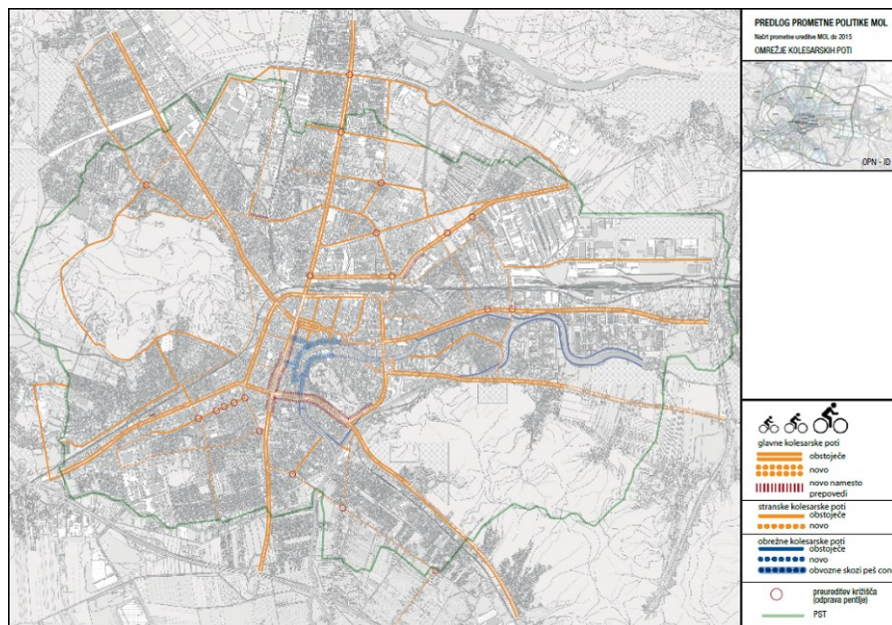 PREDLOG PROMETNE POLITIKE MOL
Načrt prometne ureditve MOL do 2015
OMREŽJE KOLESARSKIH POTI
OPN - ID
glavne kolesarske poti
obstoječe
novo
novo namesto
prepovedi
stranske kolesarske poti
obstoječe
novo
obrežne kolesarske poti
obstoječe
novo
obvozne skozi peš con
preureditev križišča
(odprava pentlje)
PST